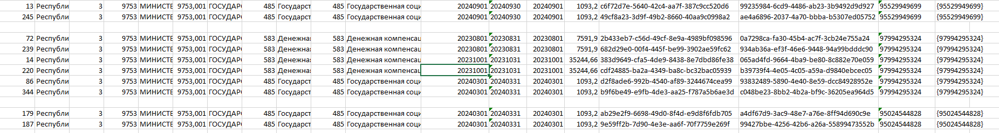 13 Республи 3 9753 МИНИСТЕ 9753,001 ГОСУДАР 485 Государст 485 Государственная соци 20240901 20240930 20240901 1093,2 c6f72d7e-5640-42c4-aa7f-387c9cc520d6 99235984-6cd9-4486-ab23-3b9492d9d927 95529949699 {95529949699}
245 Республи 3 9753 МИНИСТЕ 9753,001 ГОСУДАР 485 Государст 485 Государственная соци 20240901 20240930 20240901 1093,2 49cf8a23-3d9f-49b2-8660-40aa9c0998a2 ae4a6896-2037-4a70-bbba-b5307ed05752 95529949699 {95529949699}
72 Республи 3 9753 МИНИСТЕ 9753,001 ГОСУДАР 583 Денежная 583 Денежная компенсац 20230801 20230831 20230801 7591,9 2b433eb7-c56d-49cf-8e9a-4989bf098596 0a7298ca-fa30-45b4-ac7f-3cb24e755a24 97994295324 {97994295324}
239 Республи 3 9753 МИНИСТЕ 9753,001 ГОСУДАР 583 Денежная 583 Денежная компенсац 20230801 20230831 20230801 7591,9 682d29e0-00f4-445f-be99-3902ae59fc62 934ab36a-ef3f-46e6-9448-94a99bdddc90 97994295324 {97994295324}
14 Республи 3 9753 МИНИСТЕ 9753,001 ГОСУДАР 583 Денежная 583 Денежная компенсац 20231001 20231031 20231001 35244,66 383d9649-cfa5-4de9-8438-8e7dbd86fe38 065ad4fd-9664-4ba9-be80-8c882e70e059 97994295324 {97994295324}
220 Республи 3 9753 МИНИСТЕ 9753,001 ГОСУДАР 583 Денежная 583 Денежная компенсац 20231001 20231031 20231001 35244,66 cdf24885-ba2a-4349-ba8c-bc32bac05939 b39739f4-4e05-4c05-a59a-d9840ebcec05 97994295324 {97994295324}
86 Республи 3 9753 МИНИСТЕ 9753,001 ГОСУДАР 485 Государст 485 Государственная соци 20240301 20240331 20240301 1093,2 d2f8ade6-992b-4540-af89-3244674cea99 93832489-5890-4e40-8e59-dcc84928952e 97994295324 {97994295324}
344 Республи 3 9753 МИНИСТЕ 9753,001 ГОСУДАР 485 Государст 485 Государственная соци 20240301 20240331 20240301 1093,2 b9f6be49-e9fb-4de3-aa25-f787a5b6ae3d c048be23-8bb2-4b2a-bf9c-36205ea964d5 97994295324 {97994295324}
179 Республи 3 9753 МИНИСТЕ 9753,001 ГОСУДАР 485 Государст 485 Государственная соци 20240301 20240331 20240301 1093,2 ab29e2f9-6698-49d0-8f4d-e9d8f6fdb705 a4df67d9-3ac9-48e7-a76e-8ff94d690c9e 95024544828 {95024544828}
187 Республи 3 9753 МИНИСТЕ 9753,001 ГОСУДАР 485 Государст 485 Государственная соци 20240301 20240331 20240301 1093,2 9e59ff2b-7d90-4e3e-aa6f-70f7759e269f 99427bbe-4256-42b6-a26a-55899473552b 95024544828 {95024544828}